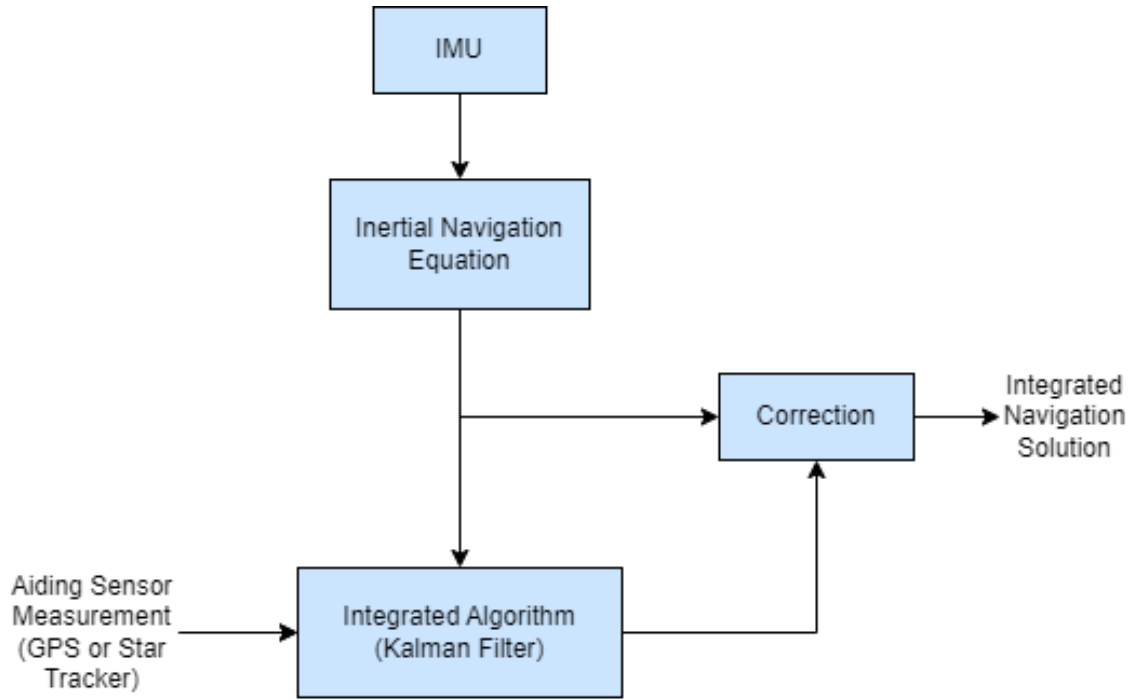 IMU
Inertial Navigation
Equation
Correction
Integrated
Navigation
Solution
Aiding Sensor
Measurement
(GPS or Star
Tracker)
Integrated Algorithm
(Kalman Filter)